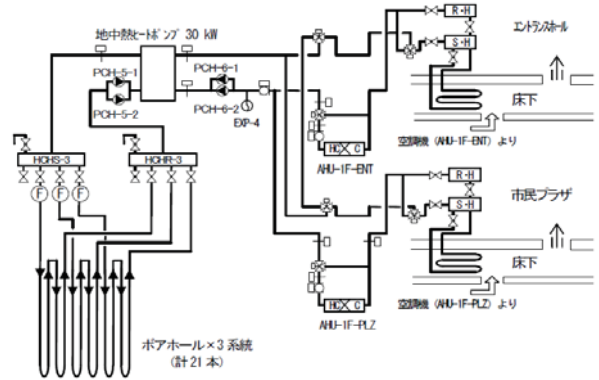 地中熱ヒートポンプ 30 kW
PCH-5-1
PCH-5-2
PCH-6-1
PCH-6-2
EXP-4
HCHS-3
HCHR-3
F
F
F
ボアホール×3 系統
(計 21 本)
R・H
S・H
エントランスホール
床下
空調機 (AHU-1F-ENT) より
HC C
AHU-1F-ENT
R・H
S・H
市民プラザ
床下
空調機 (AHU-1F-PLZ) より
HC C
AHU-1F-PLZ